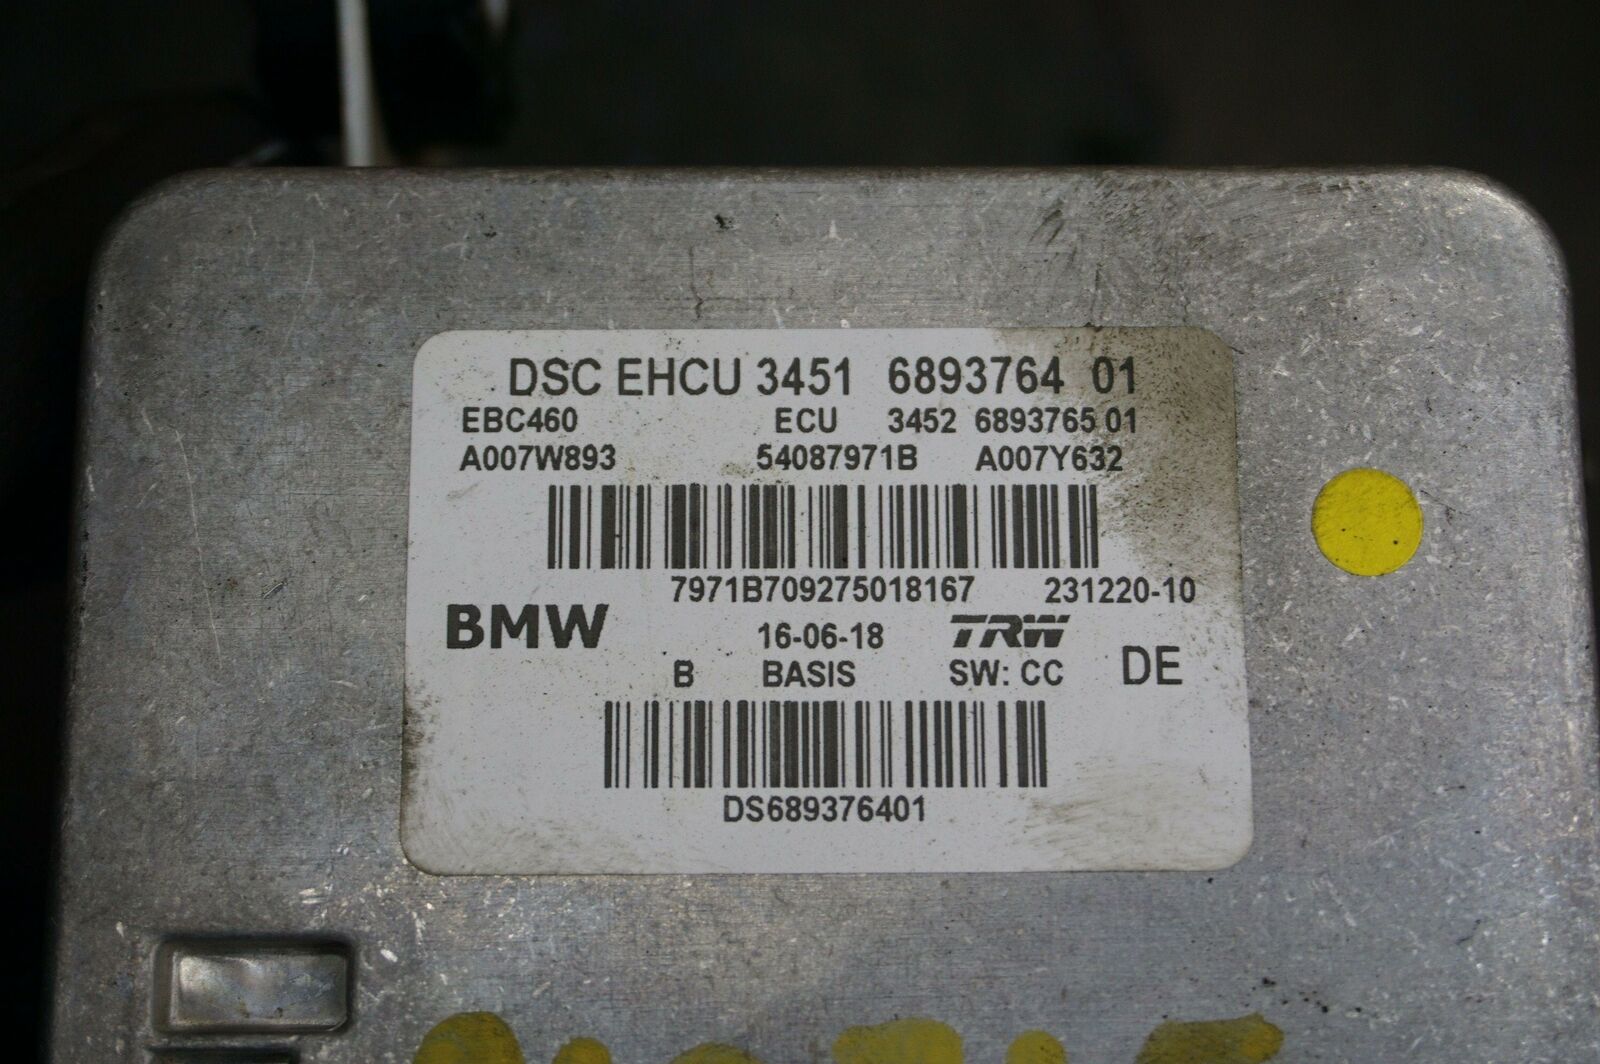 DSC EHCU 3451 6893764 01
EBC460 ECU 3452 6893765 01
A007W893 54087971B A007Y632
7971B709275018167 231220-10
BMW 16-06-18 TRW
B BASIS SW: CC DE
DS689376401